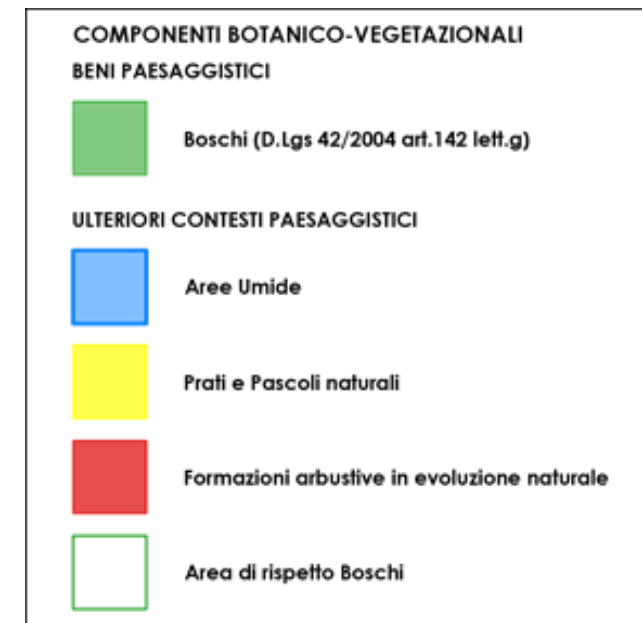 COMPONENTI BOTANICO-VEGETAZIONALI
BENI PAESAGGISTICI
Boschi (D.Lgs 42/2004 art.142 lett.g)
ULTERIORI CONTESTI PAESAGGISTICI
Aree Umide
Prati e Pascoli naturali
Formazioni arbustive in evoluzione naturale
Area di rispetto Boschi